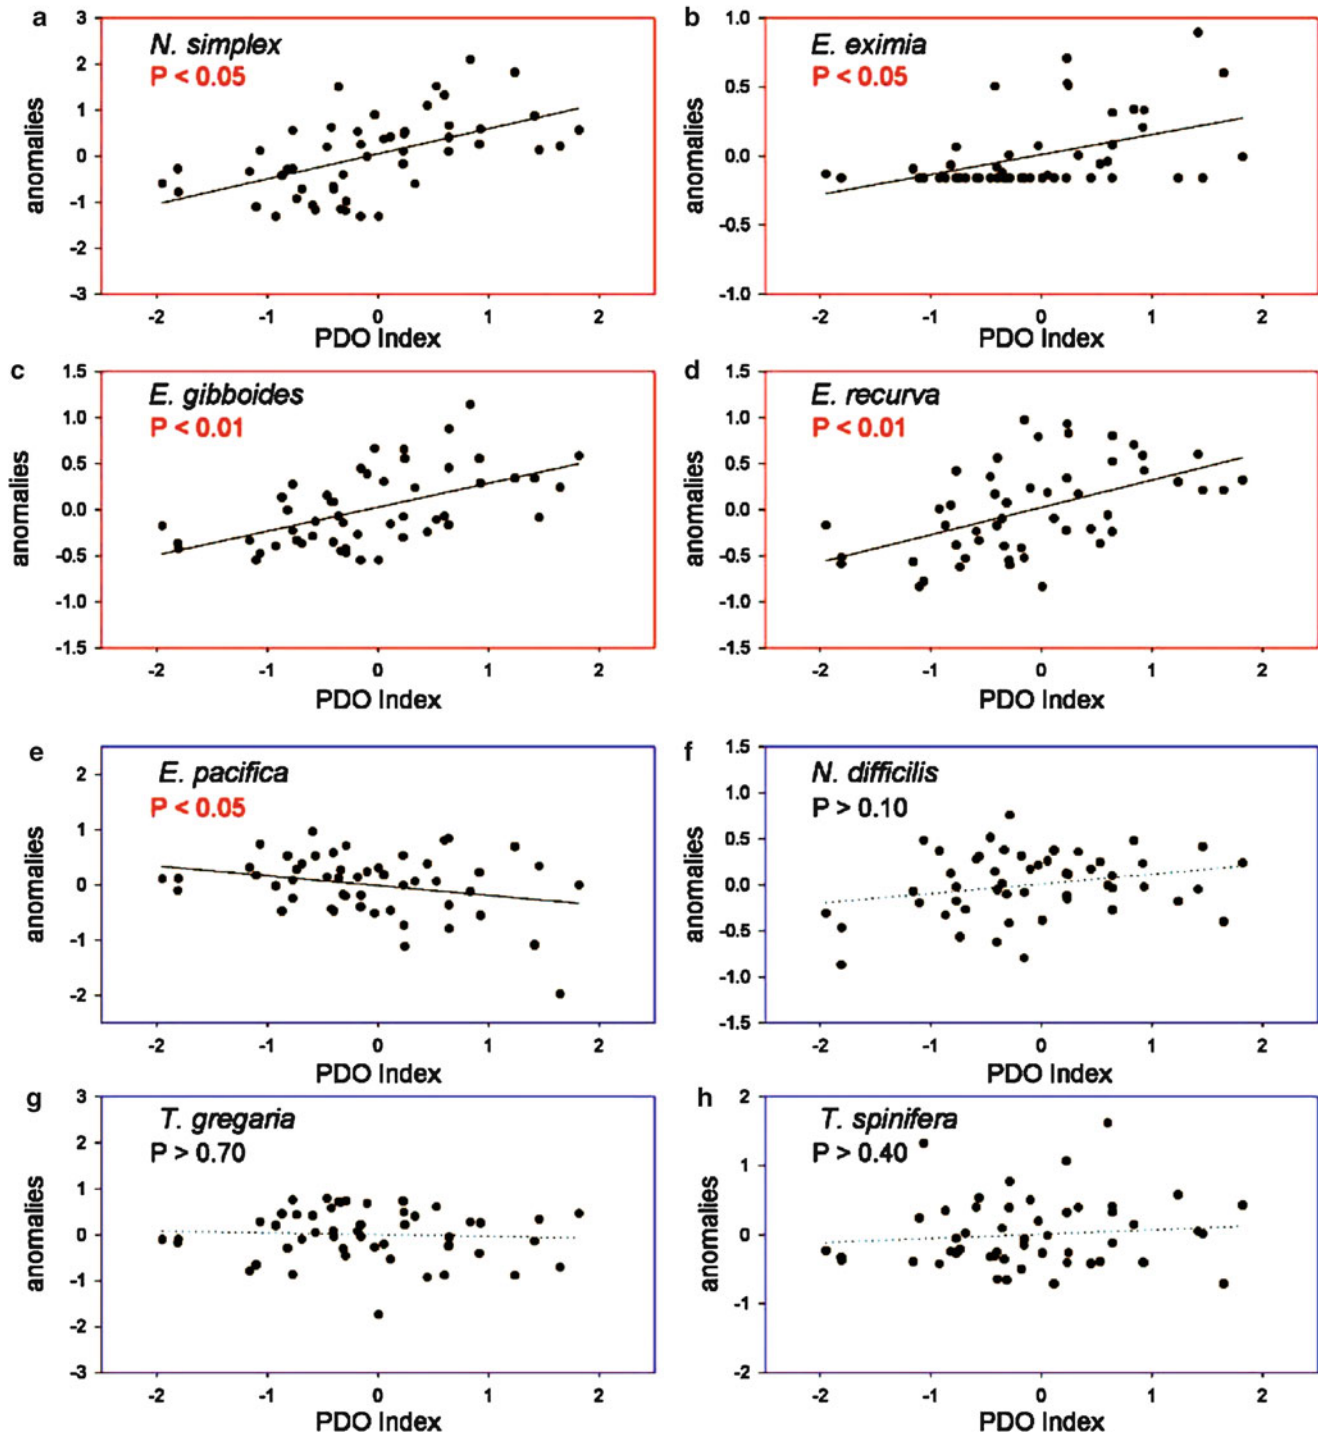 a
3
2
1
0
-1
-2
-3
anomalies
N. simplex
P < 0.05
-2 -1 0 1 2
PDO Index
b
1.0
0.5
0.0
-0.5
-1.0
anomalies
E. eximia
P < 0.05
-2 -1 0 1 2
PDO Index
c
1.5
1.0
0.5
0.0
-0.5
-1.0
-1.5
anomalies
E. gibboides
P < 0.01
-2 -1 0 1 2
PDO Index
d
1.5
1.0
0.5
0.0
-0.5
-1.0
-1.5
anomalies
E. recurva
P < 0.01
-2 -1 0 1 2
PDO Index
e
2
1
0
-1
-2
anomalies
E. pacifica
P < 0.05
-2 -1 0 1 2
PDO Index
f
1.5
1.0
0.5
0.0
-0.5
-1.0
-1.5
anomalies
N. difficilis
P > 0.10
-2 -1 0 1 2
PDO Index
g
3
2
1
0
-1
-2
-3
anomalies
T. gregaria
P > 0.70
-2 -1 0 1 2
PDO Index
h
2
1
0
-1
-2
anomalies
T. spinifera
P > 0.40
-2 -1 0 1 2
PDO Index